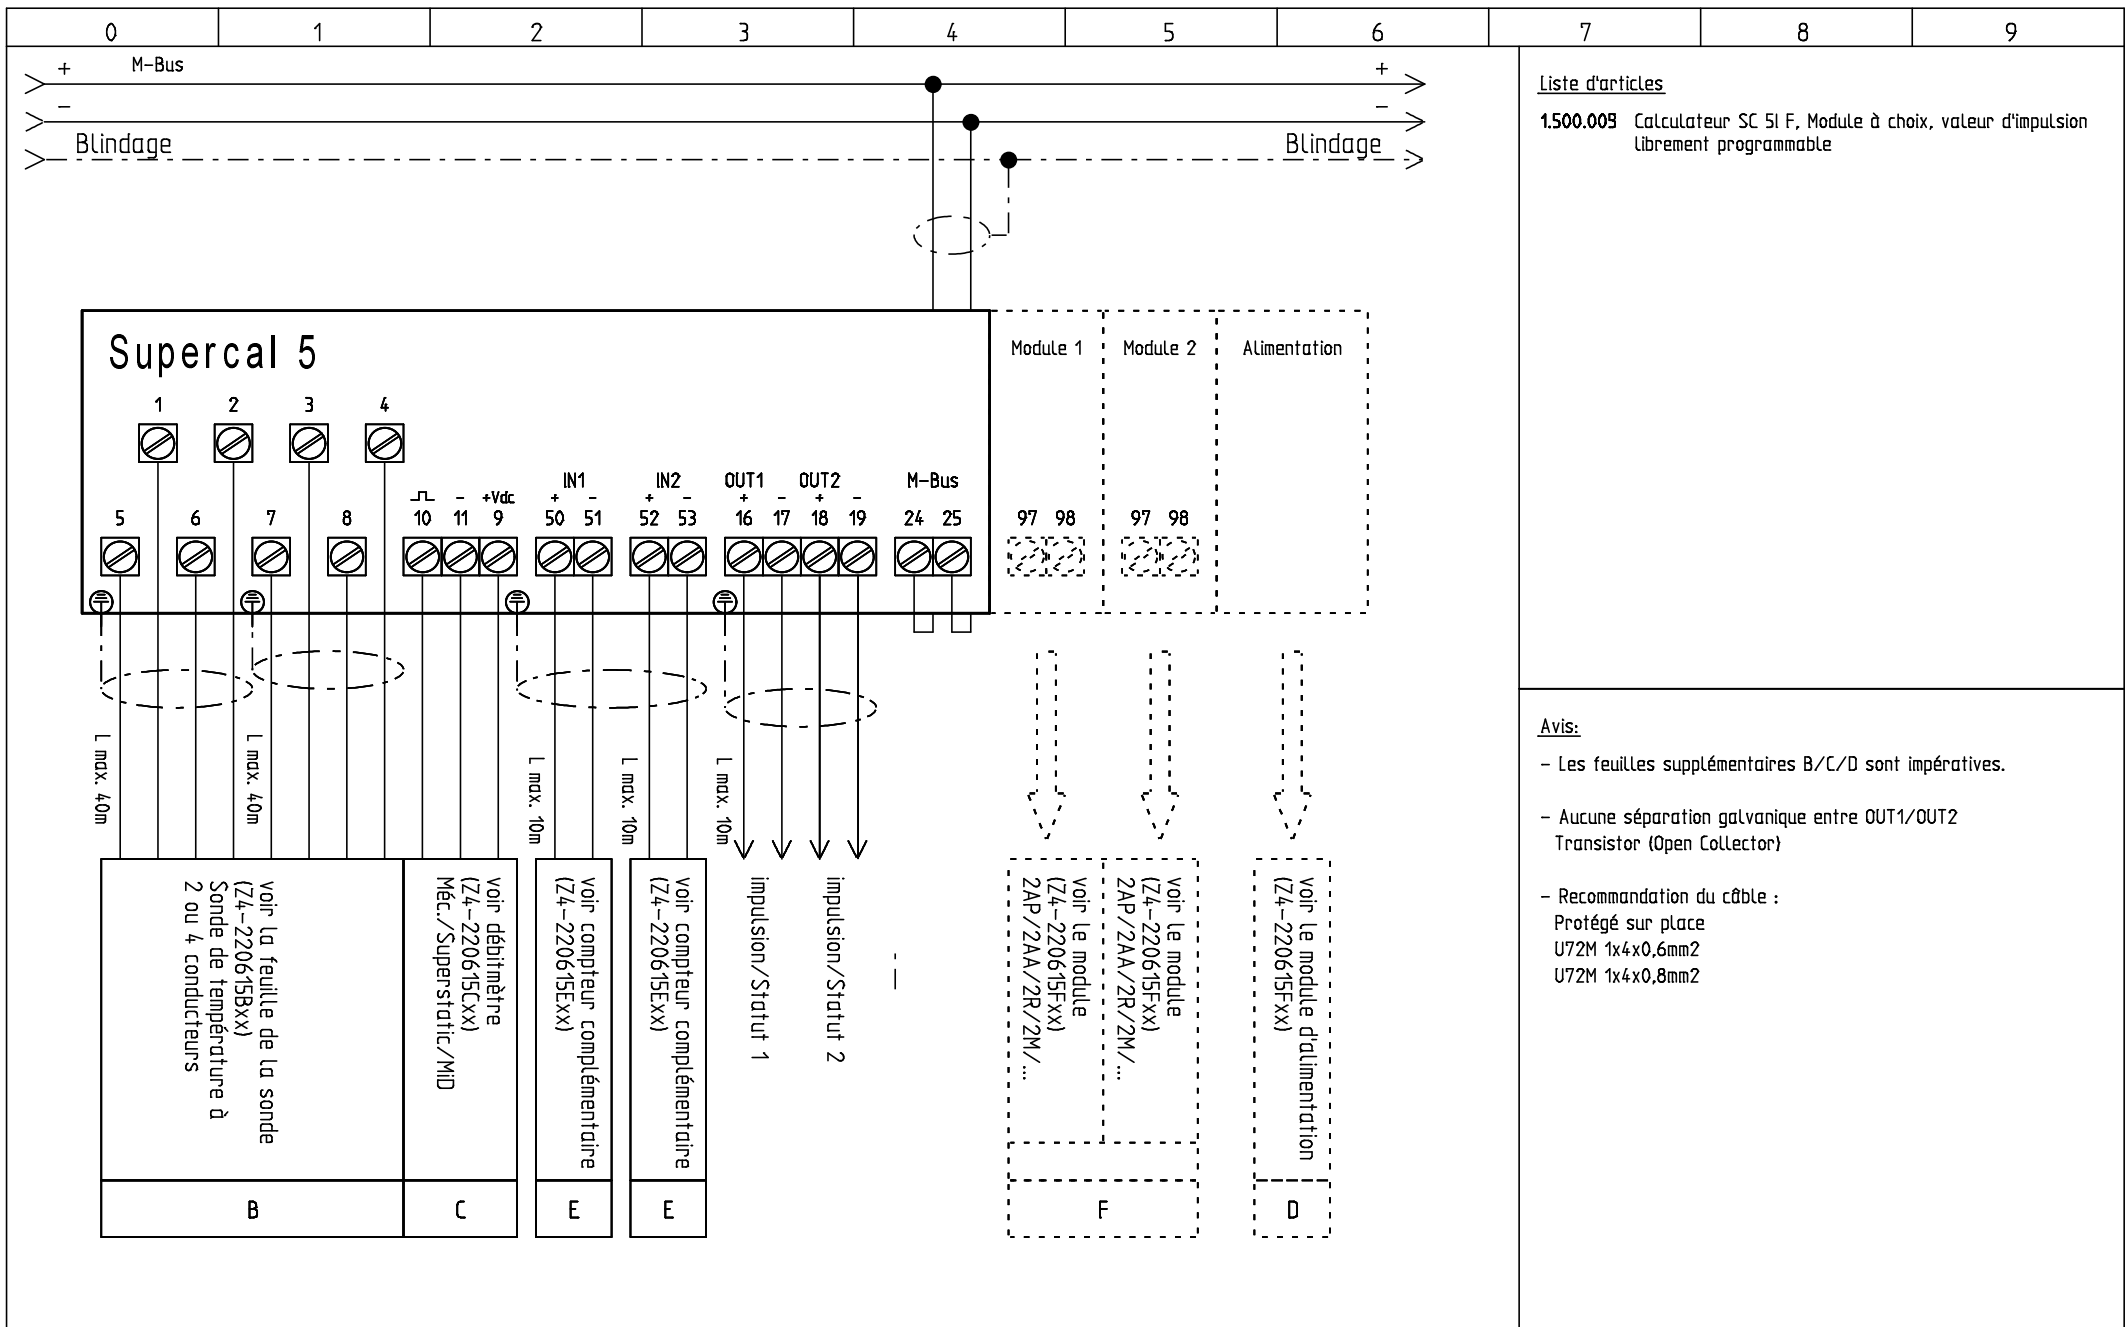 0 1 2 3 4 5 6 7 8 9
+ M-Bus +
- -
Blindage Blindage
Supercal 5
Module 1 Module 2 Alimentation
1 2 3 4
IN1 IN2 OUT1 OUT2 M-Bus
- +Vdc + - + - + - + -
5 6 7 8 10 11 9 50 51 52 53 16 17 18 19 24 25 97 98 97 98
L max. 40m
L max. 40m
L max. 10m
L max. 10m
L max. 10m
voir la feuille de la sonde
(Z4-220615Bxx)
Sonde de température à
2 ou 4 conducteurs
voir débitmètre
(Z4-220615Cxx)
Méc./Superstatic/MiD
voir compteur complémentaire
(Z4-220615Exx)
voir compteur complémentaire
(Z4-220615Exx)
impulsion/Statut 1
impulsion/Statut 2
voir le module
(Z4-220615Fxx)
2AP/2AA/2R/2M/...
voir le module
(Z4-220615Fxx)
2AP/2AA/2R/2M/...
voir le module d'alimentation
(Z4-220615Fxx)
B C E E F D
Liste d'articles
1.500.005 Calculateur SC 5I F, Module à choix, valeur d'impulsion
librement programmable
Avis:
- Les feuilles supplémentaires B/C/D sont impératives.
- Aucune séparation galvanique entre OUT1/OUT2
Transistor (Open Collector)
- Recommandation du câble :
Protégé sur place
U72M 1x4x0,6mm2
U72M 1x4x0,8mm2